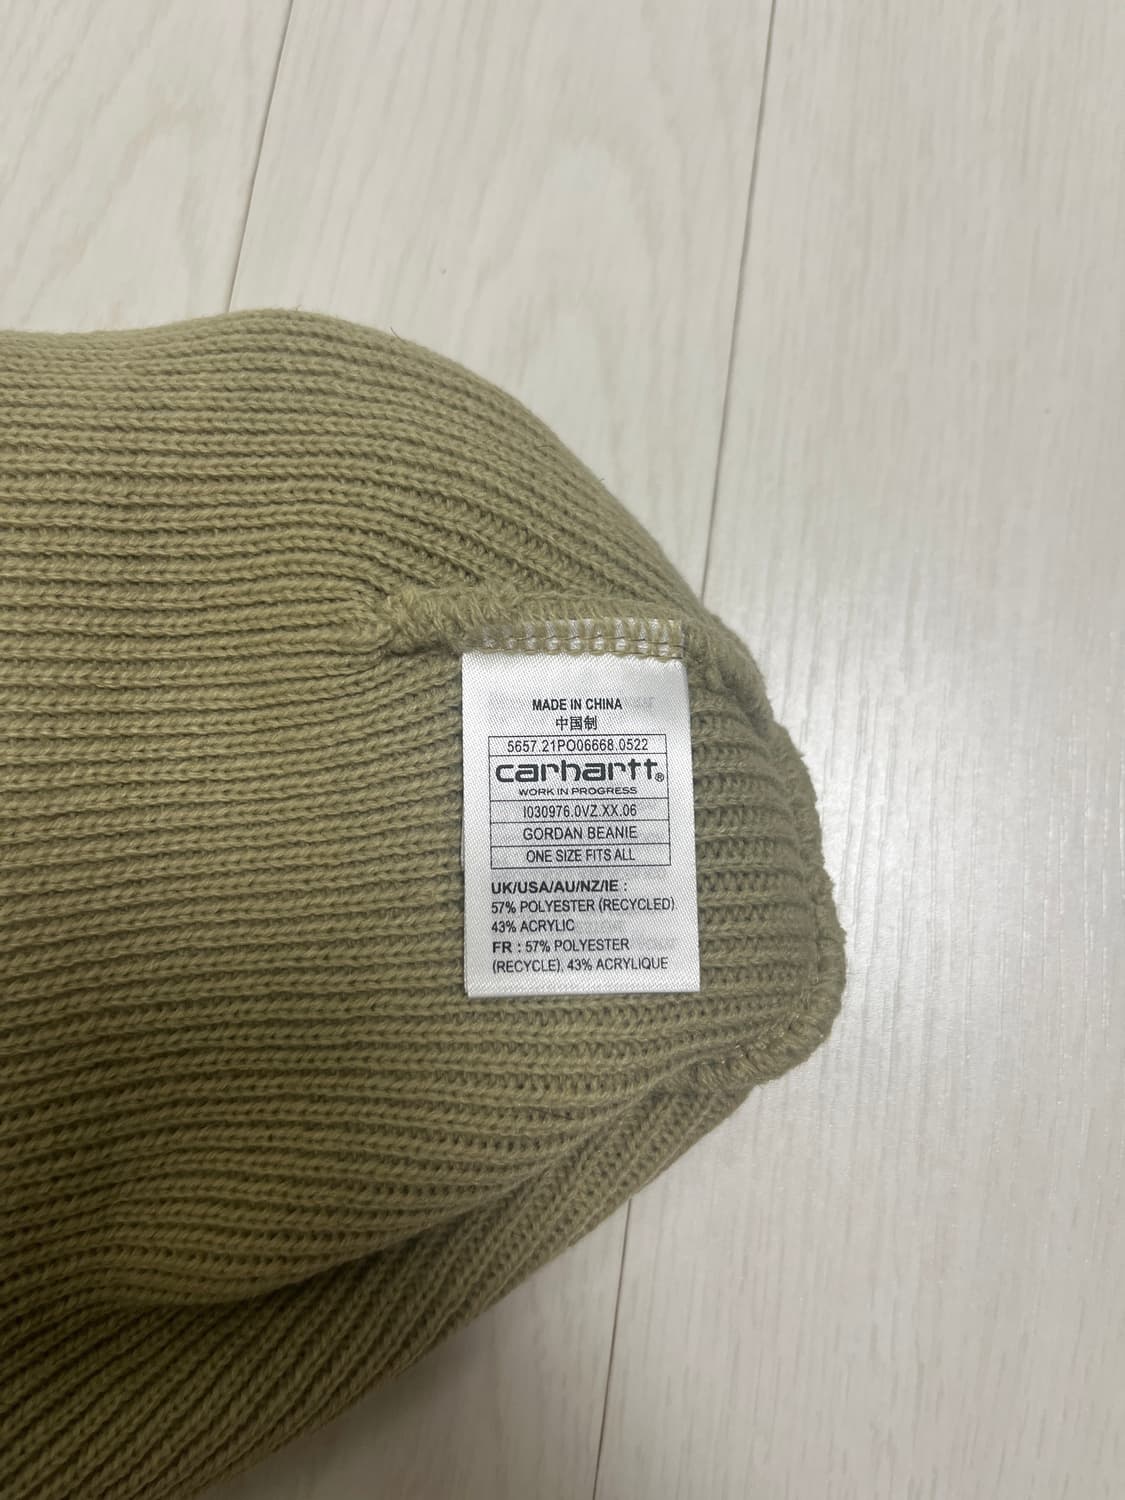 MADE IN CHINA
中国制
5657.21PO06668.0522
carhartt®
WORK IN PROGRESS
I030976.0VZ.XX.06
GORDAN BEANIE
ONE SIZE FITS ALL
UK/USA/AU/NZ/IE :
57% POLYESTER (RECYCLED)
43% ACRYLIC
FR : 57% POLYESTER
(RECYCLE), 43% ACRYLIQUE